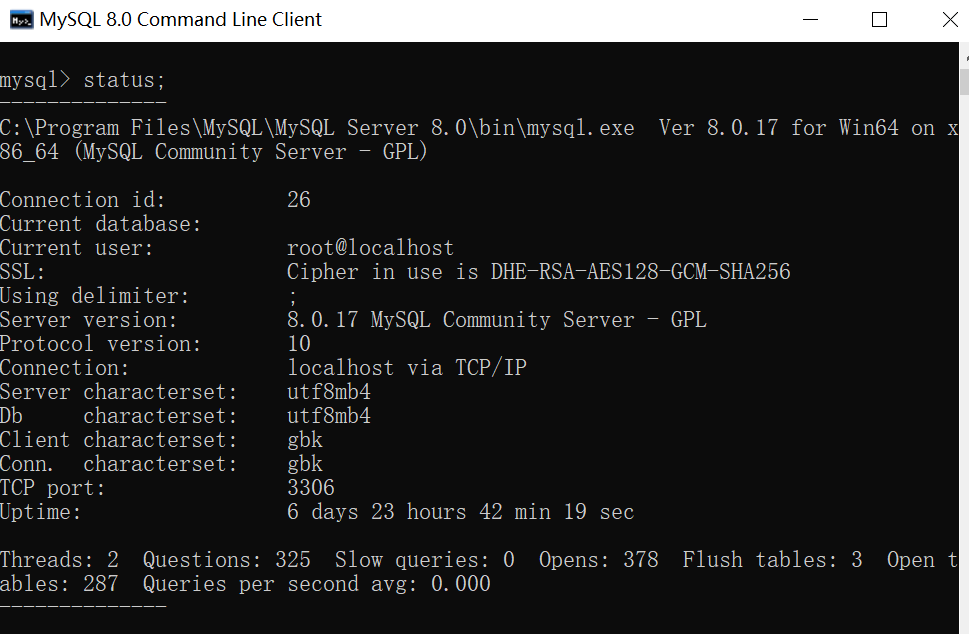 MySQL 8.0 Command Line Client
mysql> status;
--------------
C:\Program Files\MySQL\MySQL Server 8.0\bin\mysql.exe  Ver 8.0.17 for Win64 on x
86_64 (MySQL Community Server - GPL)
Connection id:          26
Current database:
Current user:           root@localhost
SSL:                    Cipher in use is DHE-RSA-AES128-GCM-SHA256
Using delimiter:        ;
Server version:         8.0.17 MySQL Community Server - GPL
Protocol version:       10
Connection:             localhost via TCP/IP
Server characterset:    utf8mb4
Db     characterset:    utf8mb4
Client characterset:    gbk
Conn.  characterset:    gbk
TCP port:               3306
Uptime:                 6 days 23 hours 42 min 19 sec
Threads: 2  Questions: 325  Slow queries: 0  Opens: 378  Flush tables: 3  Open t
ables: 287  Queries per second avg: 0.000
--------------